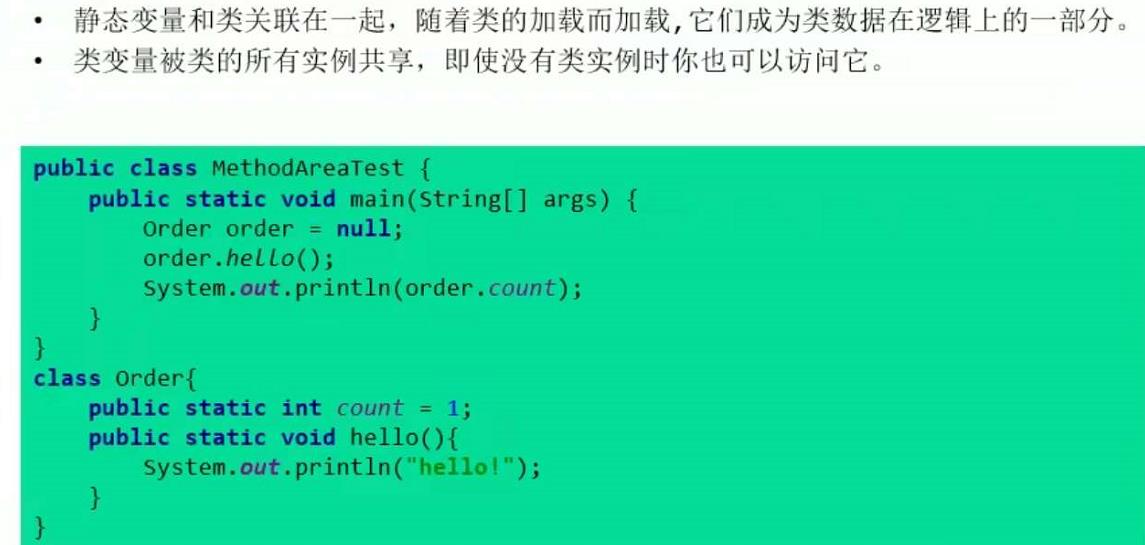 • 静态变量和类关联在一起，随着类的加载而加载,它们成为类数据在逻辑上的一部分。
• 类变量被类的所有实例共享，即使没有类实例时你也可以访问它。
public class MethodAreaTest {
    public static void main(String[] args) {
        Order order = null;
        order.hello();
        System.out.println(order.count);
    }
}
class Order{
    public static int count = 1;
    public static void hello(){
        System.out.println("hello!");
    }
}